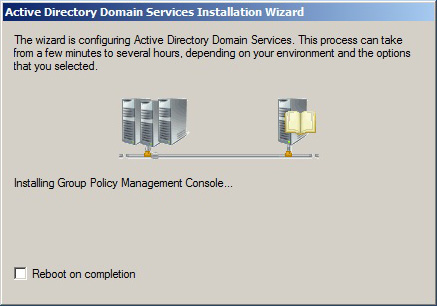 Active Directory Domain Services Installation Wizard
The wizard is configuring Active Directory Domain Services. This process can take
from a few minutes to several hours, depending on your environment and the options
that you selected.
Installing Group Policy Management Console...
Reboot on completion